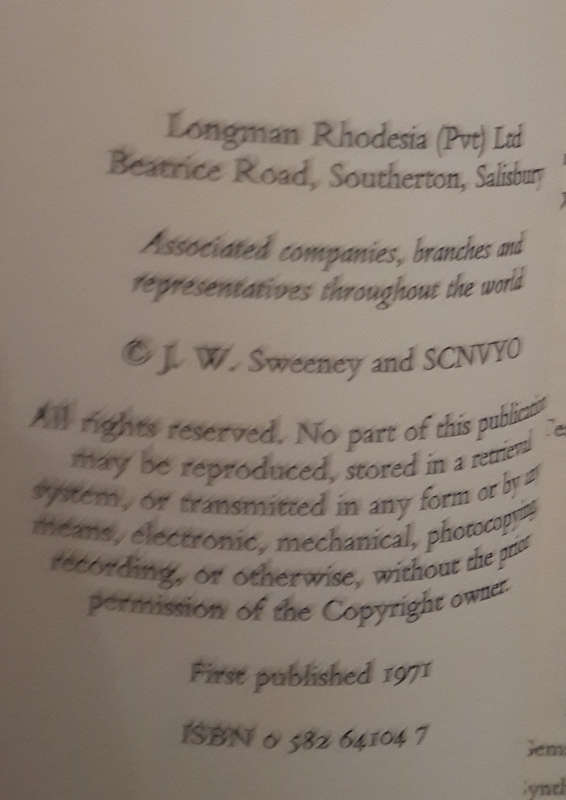 Longman Rhodesia (Pvt) Ltd
Beatrice Road, Southerton, Salisbury
Associated companies, branches and
representatives throughout the world
© J. W. Sweeney and SCNVYO
All rights reserved. No part of this publication
may be reproduced, stored in a retrieval
system, or transmitted in any form or by any
means, electronic, mechanical, photocopying,
recording, or otherwise, without the prior
permission of the Copyright owner.
First published 1971
ISBN 0 582 64104 7